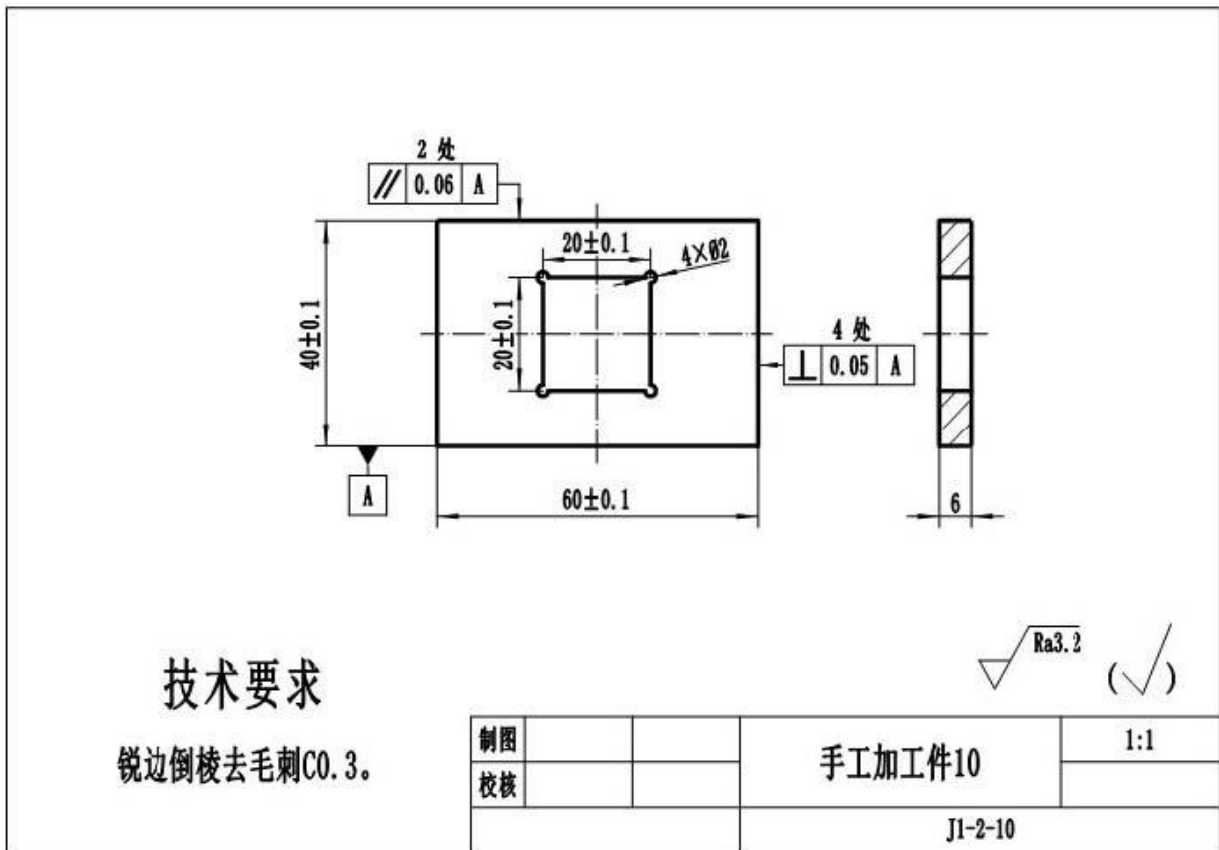 2 处
// 0.06 A
20±0.1
4×Ø2
40±0.1
20±0.1
4 处
⊥ 0.05 A
A
60±0.1
6
Ra3.2
(√)
技术要求
锐边倒棱去毛刺C0.3。
制图
手工加工件10
1:1
校核
J1-2-10